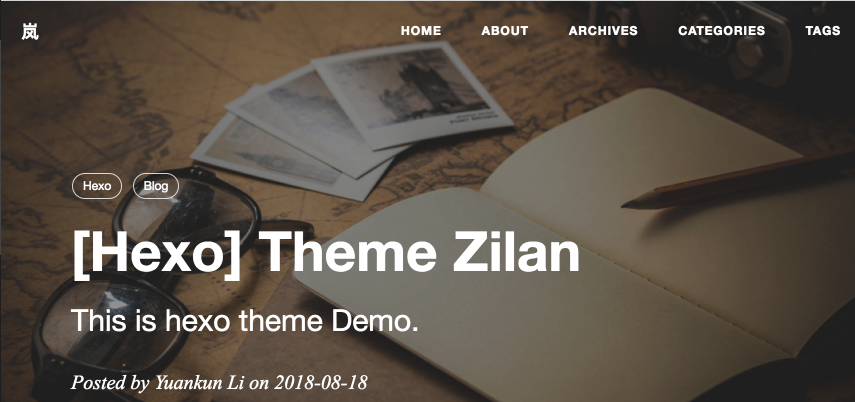 岚
HOME ABOUT ARCHIVES CATEGORIES TAGS
Hexo Blog
[Hexo] Theme Zilan
This is hexo theme Demo.
Posted by Yuankun Li on 2018-08-18